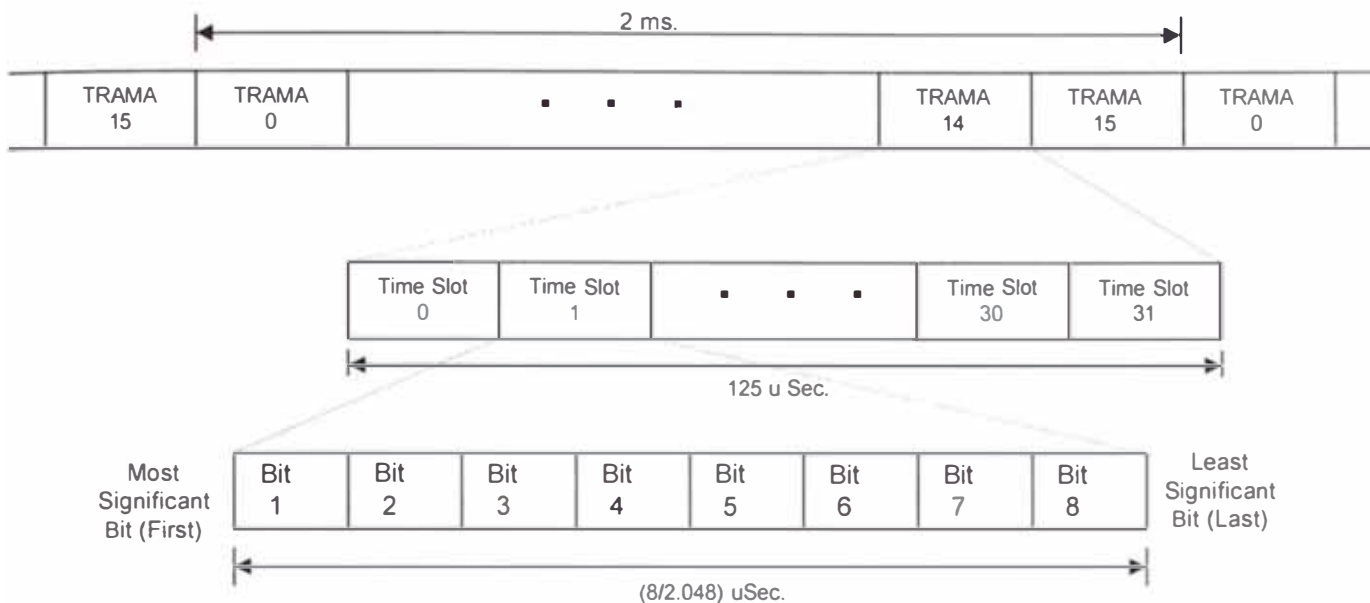 2 ms.
TRAMA
15
TRAMA
0
TRAMA
14
TRAMA
15
TRAMA
0
Time Slot
0
Time Slot
1
Time Slot
30
Time Slot
31
125 u Sec.
Most
Significant
Bit (First)
Bit
1
Bit
2
Bit
3
Bit
4
Bit
5
Bit
6
Bit
7
Bit
8
Least
Significant
Bit (Last)
(8/2.048) uSec.